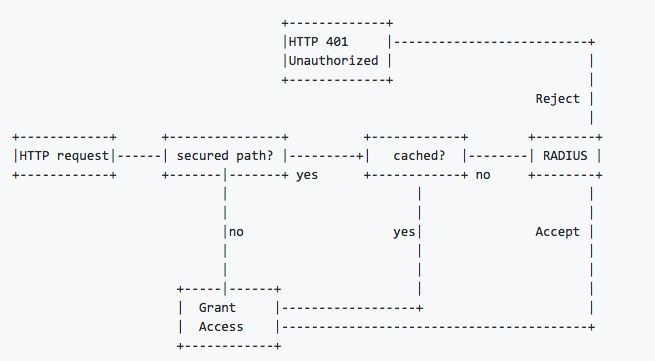 HTTP 401
Unauthorized
Reject
HTTP request secured path? cached? RADIUS
yes no
no yes Accept
Grant
Access